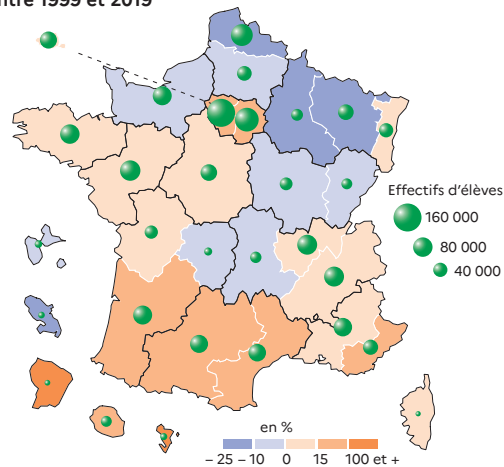 ntre 1999 et 2019
Effectifs d'élèves
160 000
80 000
40 000
en %
– 25 – 10 0 15 100 et +